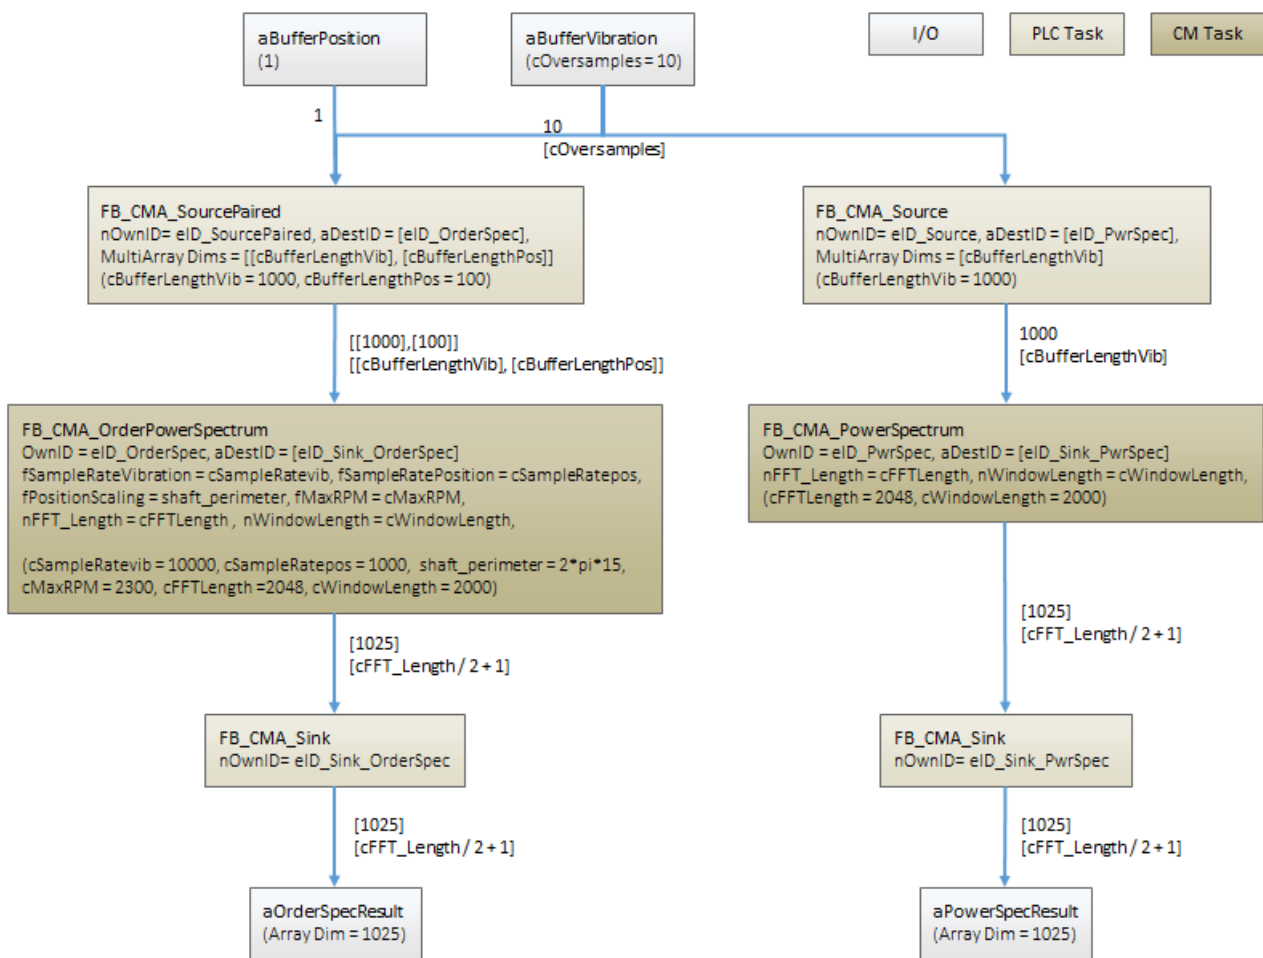 aBufferPosition
(1)
aBufferVibration
(cOversamples = 10)
I/O
PLC Task
CM Task
1
10
[cOversamples]
FB_CMA_SourcePaired
nOwnID= eID_SourcePaired, aDestID = [eID_OrderSpec],
MultiArray Dims = [[cBufferLengthVib], [cBufferLengthPos]]
(cBufferLengthVib = 1000, cBufferLengthPos = 100)
FB_CMA_Source
nOwnID= eID_Source, aDestID = [eID_PwrSpec],
MultiArray Dims = [cBufferLengthVib]
(cBufferLengthVib = 1000)
[[1000],[100]]
[[cBufferLengthVib], [cBufferLengthPos]]
1000
[cBufferLengthVib]
FB_CMA_OrderPowerSpectrum
OwnID = eID_OrderSpec, aDestID = [eID_Sink_OrderSpec]
fSampleRateVibration = cSampleRatevib, fSampleRatePosition = cSampleRatepos,
fPositionScaling = shaft_perimeter, fMaxRPM = cMaxRPM,
nFFT_Length = cFFTLength , nWindowLength = cWindowLength,
(cSampleRatevib = 10000, cSampleRatepos = 1000, shaft_perimeter = 2*pi*15,
cMaxRPM = 2300, cFFTLength =2048, cWindowLength = 2000)
FB_CMA_PowerSpectrum
OwnID = eID_PwrSpec, aDestID = [eID_Sink_PwrSpec]
nFFT_Length = cFFTLength, nWindowLength = cWindowLength,
(cFFTLength = 2048, cWindowLength = 2000)
[1025]
[cFFT_Length / 2 + 1]
[1025]
[cFFT_Length / 2 + 1]
FB_CMA_Sink
nOwnID= eID_Sink_OrderSpec
FB_CMA_Sink
nOwnID= eID_Sink_PwrSpec
[1025]
[cFFT_Length / 2 + 1]
[1025]
[cFFT_Length / 2 + 1]
aOrderSpecResult
(Array Dim = 1025)
aPowerSpecResult
(Array Dim = 1025)